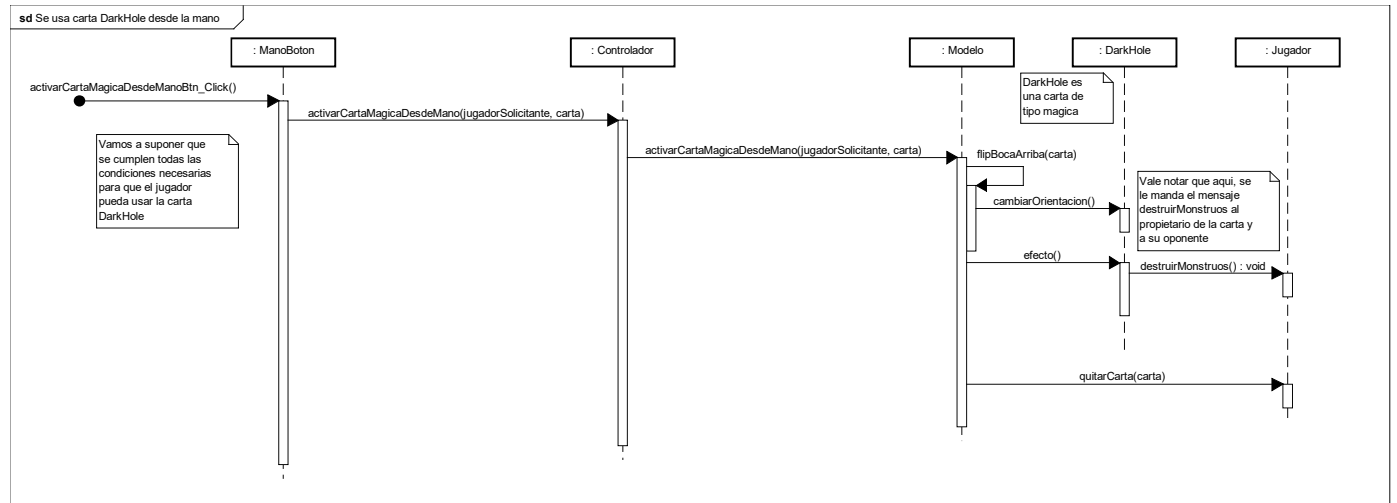 sd Se usa carta DarkHole desde la mano
: ManoBoton
: Controlador
: Modelo
: DarkHole
: Jugador
DarkHole es
una carta de
tipo magica
activarCartaMagicaDesdeManoBtn_Click()
activarCartaMagicaDesdeMano(jugadorSolicitante, carta)
Vamos a suponer que
se cumplen todas las
condiciones necesarias
para que el jugador
pueda usar la carta
DarkHole
activarCartaMagicaDesdeMano(jugadorSolicitante, carta)
flipBocaArriba(carta)
Vale notar que aqui, se
le manda el mensaje
destruirMonstruos al
propietario de la carta y
a su oponente
cambiarOrientacion()
efecto()
destruirMonstruos() : void
quitarCarta(carta)